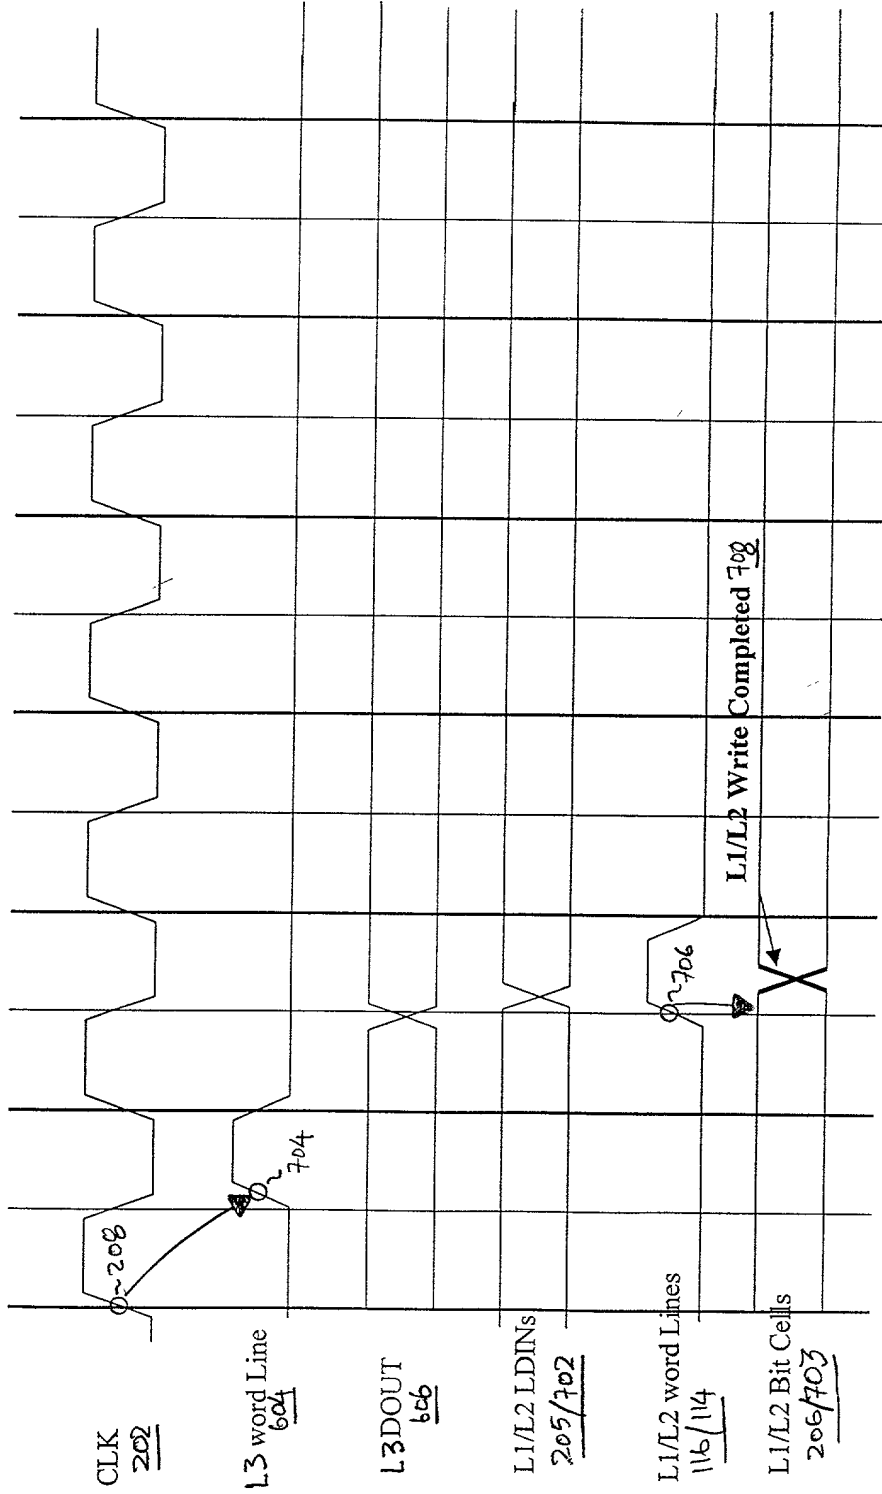 CLK
202
~208
L3 word Line
604
~704
L3DOUT
606
L1/L2 LDINs
205/702
L1/L2 word Lines
116/114
~706
L1/L2 Bit Cells
206/703
L1/L2 Write Completed 708